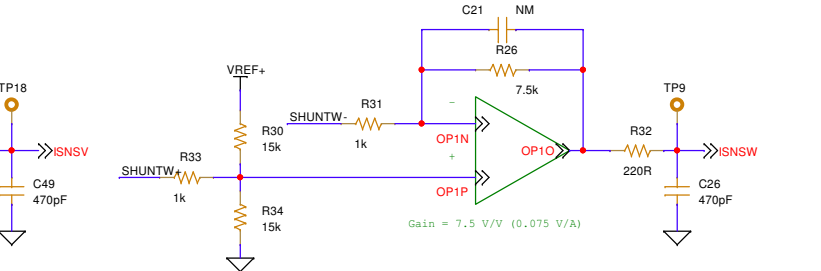 C21 NM
R26
7.5k
TP18
VREF+
TP9
SHUNTW-
R31
1k
R30
15k
OP1N
−
+
OP1O
R32
220R
ISNSV
ISNSW
SHUNTW+
R33
1k
OP1P
C49
470pF
R34
15k
C26
470pF
Gain = 7.5 V/V (0.075 V/A)